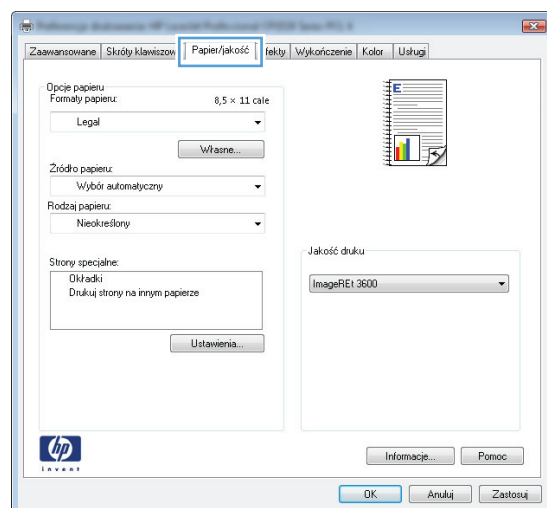 Zaawansowane Skróty klawiszow Papier/jakość fekty Wykończenie Kolor Usługi
Opcje papieru
Formaty papieru: 8,5 × 11 cale
Legal
Własne...
Źródło papieru:
Wybór automatyczny
Rodzaj papieru:
Nieokreślony
Strony specjalne:
Okładki
Drukuj strony na innym papierze
Ustawienia...
E
Jakość druku
ImageREt 3600
hp
invent
Informacje... Pomoc
OK Anuluj Zastosuj